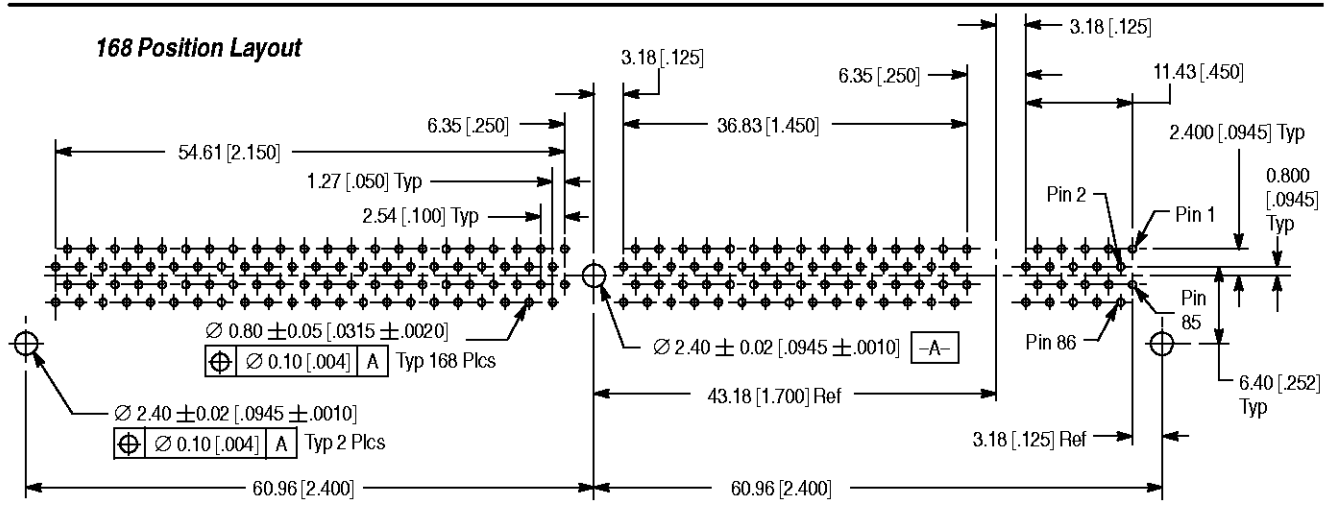 168 Position Layout
3.18 [.125]
3.18 [.125]
6.35 [.250]
11.43 [.450]
6.35 [.250]
36.83 [1.450]
2.400 [.0945] Typ
54.61 [2.150]
1.27 [.050] Typ
0.800
[.0945]
Typ
2.54 [.100] Typ
Pin 2
Pin 1
Pin
85
Pin 86
Ø 0.80 ±0.05 [.0315 ±.0020]
⌖ Ø 0.10 [.004] A Typ 168 Plcs
Ø 2.40 ± 0.02 [.0945 ±.0010] -A-
43.18 [1.700] Ref
6.40 [.252]
Typ
Ø 2.40 ±0.02 [.0945 ±.0010]
⌖ Ø 0.10 [.004] A Typ 2 Plcs
3.18 [.125] Ref
60.96 [2.400]
60.96 [2.400]